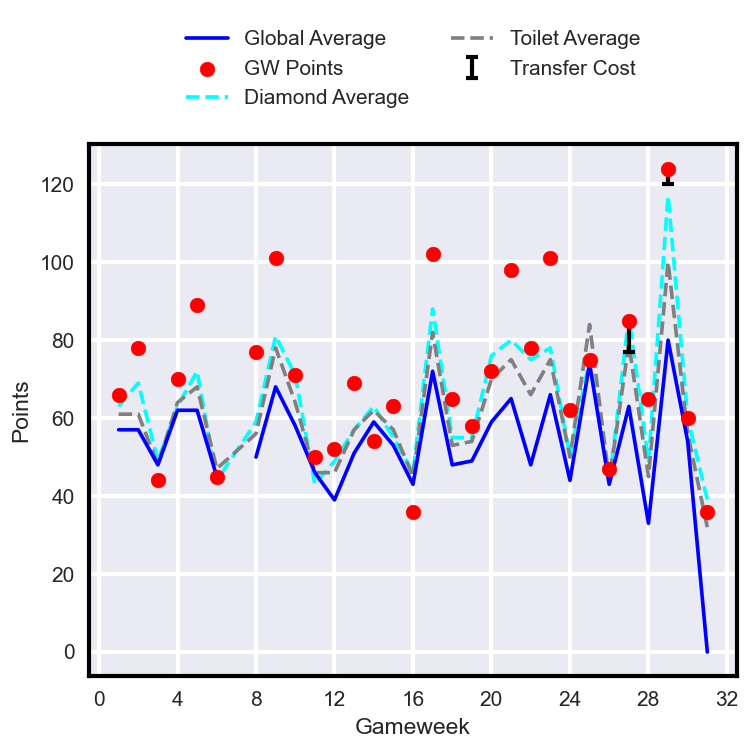 Global Average
GW Points
Diamond Average
Toilet Average
Transfer Cost
Points
120
100
80
60
40
20
0
0 4 8 12 16 20 24 28 32
Gameweek